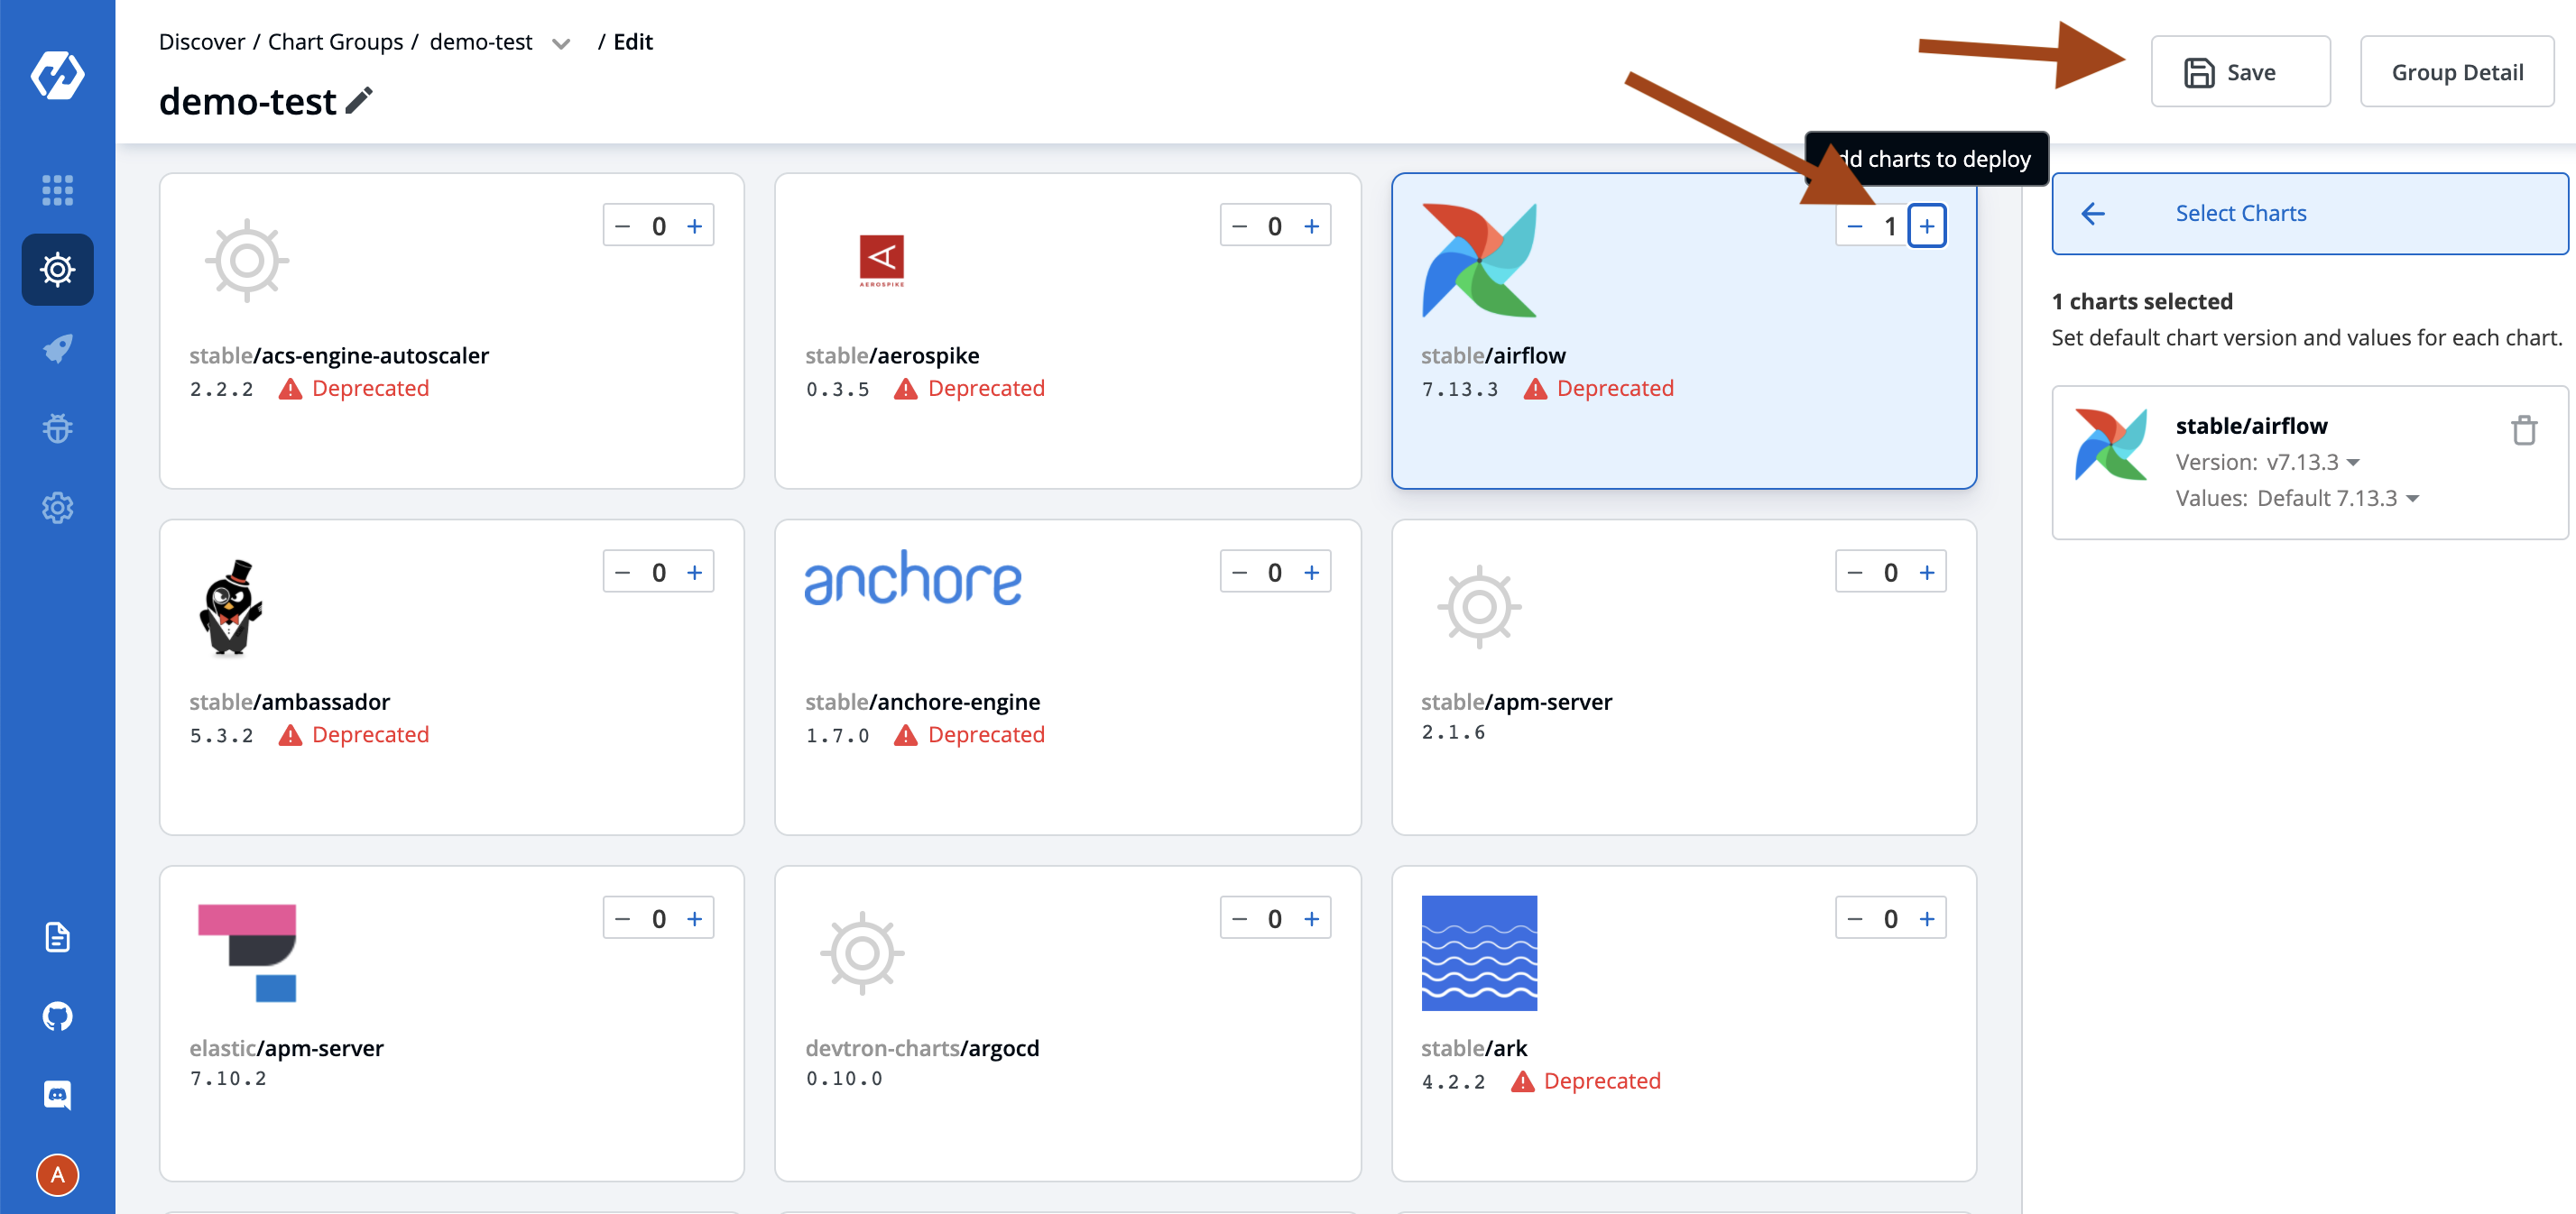 Discover / Chart Groups / demo-test / Edit
demo-test
Save
Group Detail
dd charts to deploy
0
AEROSPIKE
0
1
stable/acs-engine-autoscaler
2.2.2 Deprecated
stable/aerospike
0.3.5 Deprecated
stable/airflow
7.13.3 Deprecated
0
anchore
0
0
stable/ambassador
5.3.2 Deprecated
stable/anchore-engine
1.7.0 Deprecated
stable/apm-server
2.1.6
0
0
0
elastic/apm-server
7.10.2
devtron-charts/argocd
0.10.0
stable/ark
4.2.2 Deprecated
Select Charts
1 charts selected
Set default chart version and values for each chart.
stable/airflow
Version: v7.13.3
Values: Default 7.13.3
A